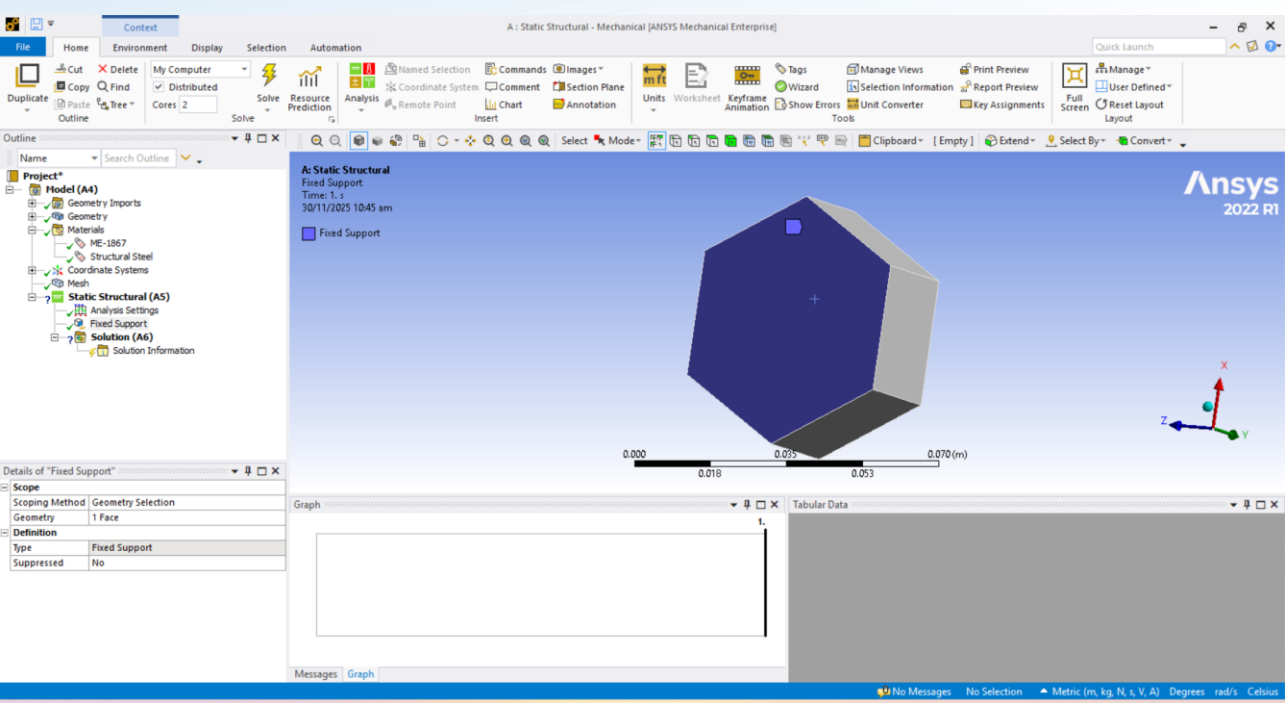 Context
A : Static Structural - Mechanical [ANSYS Mechanical Enterprise]
File Home Environment Display Selection Automation
Quick Launch
Duplicate
Cut
Copy
Paste
Delete
Find
Tree
Outline
My Computer
Distributed
Cores 2
Solve
Resource Prediction
Solve
Analysis
Named Selection
Coordinate System
Remote Point
Commands
Comment
Chart
Images
Section Plane
Annotation
Insert
Units
Worksheet
Keyframe Animation
Tags
Wizard
Show Errors
Manage Views
Selection Information
Unit Converter
Print Preview
Report Preview
Key Assignments
Tools
Full Screen
Manage
User Defined
Reset Layout
Layout
Outline
Name Search Outline
Project*
Model (A4)
Geometry Imports
Geometry
Materials
ME-1867
Structural Steel
Coordinate Systems
Mesh
Static Structural (A5)
Analysis Settings
Fixed Support
Solution (A6)
Solution Information
Select Mode Clipboard [ Empty ] Extend Select By Convert
A: Static Structural
Fixed Support
Time: 1. s
30/11/2025 10:45 am
Fixed Support
Ansys
2022 R1
X
Z
Y
0.000 0.035 0.070 (m)
0.018 0.053
Details of "Fixed Support"
Scope
Scoping Method Geometry Selection
Geometry 1 Face
Definition
Type Fixed Support
Suppressed No
Graph
1.
Messages Graph
Tabular Data
No Messages No Selection Metric (m, kg, N, s, V, A) Degrees rad/s Celsius